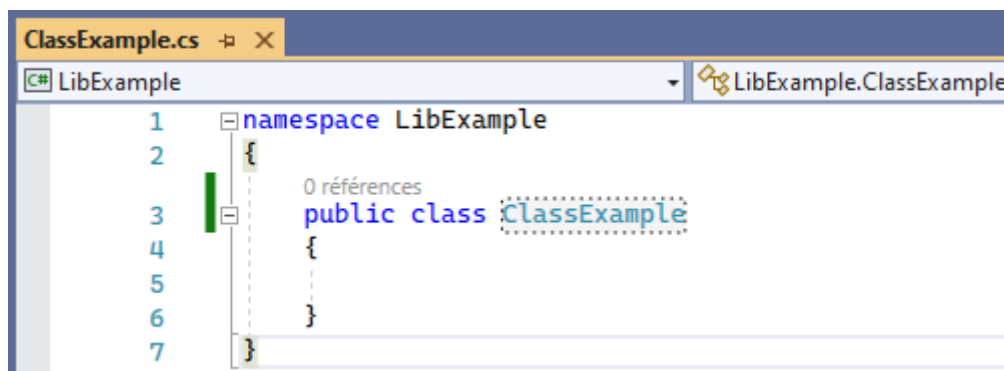 ClassExample.cs
C# LibExample LibExample.ClassExample
1 namespace LibExample
2 {
0 références
3 public class ClassExample
4 {
5
6 }
7 }